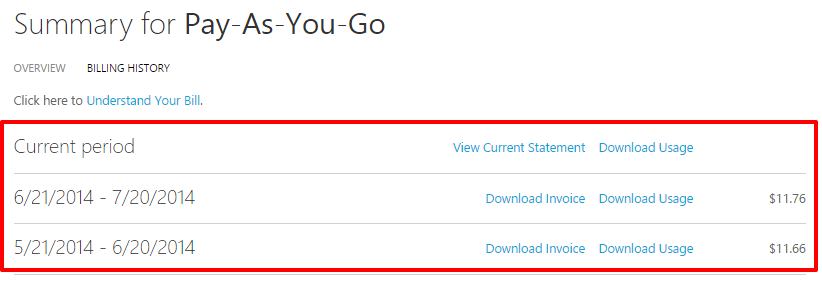 Summary for Pay-As-You-Go
OVERVIEW BILLING HISTORY
Click here to Understand Your Bill.
Current period View Current Statement Download Usage
6/21/2014 - 7/20/2014 Download Invoice Download Usage $11.76
5/21/2014 - 6/20/2014 Download Invoice Download Usage $11.66